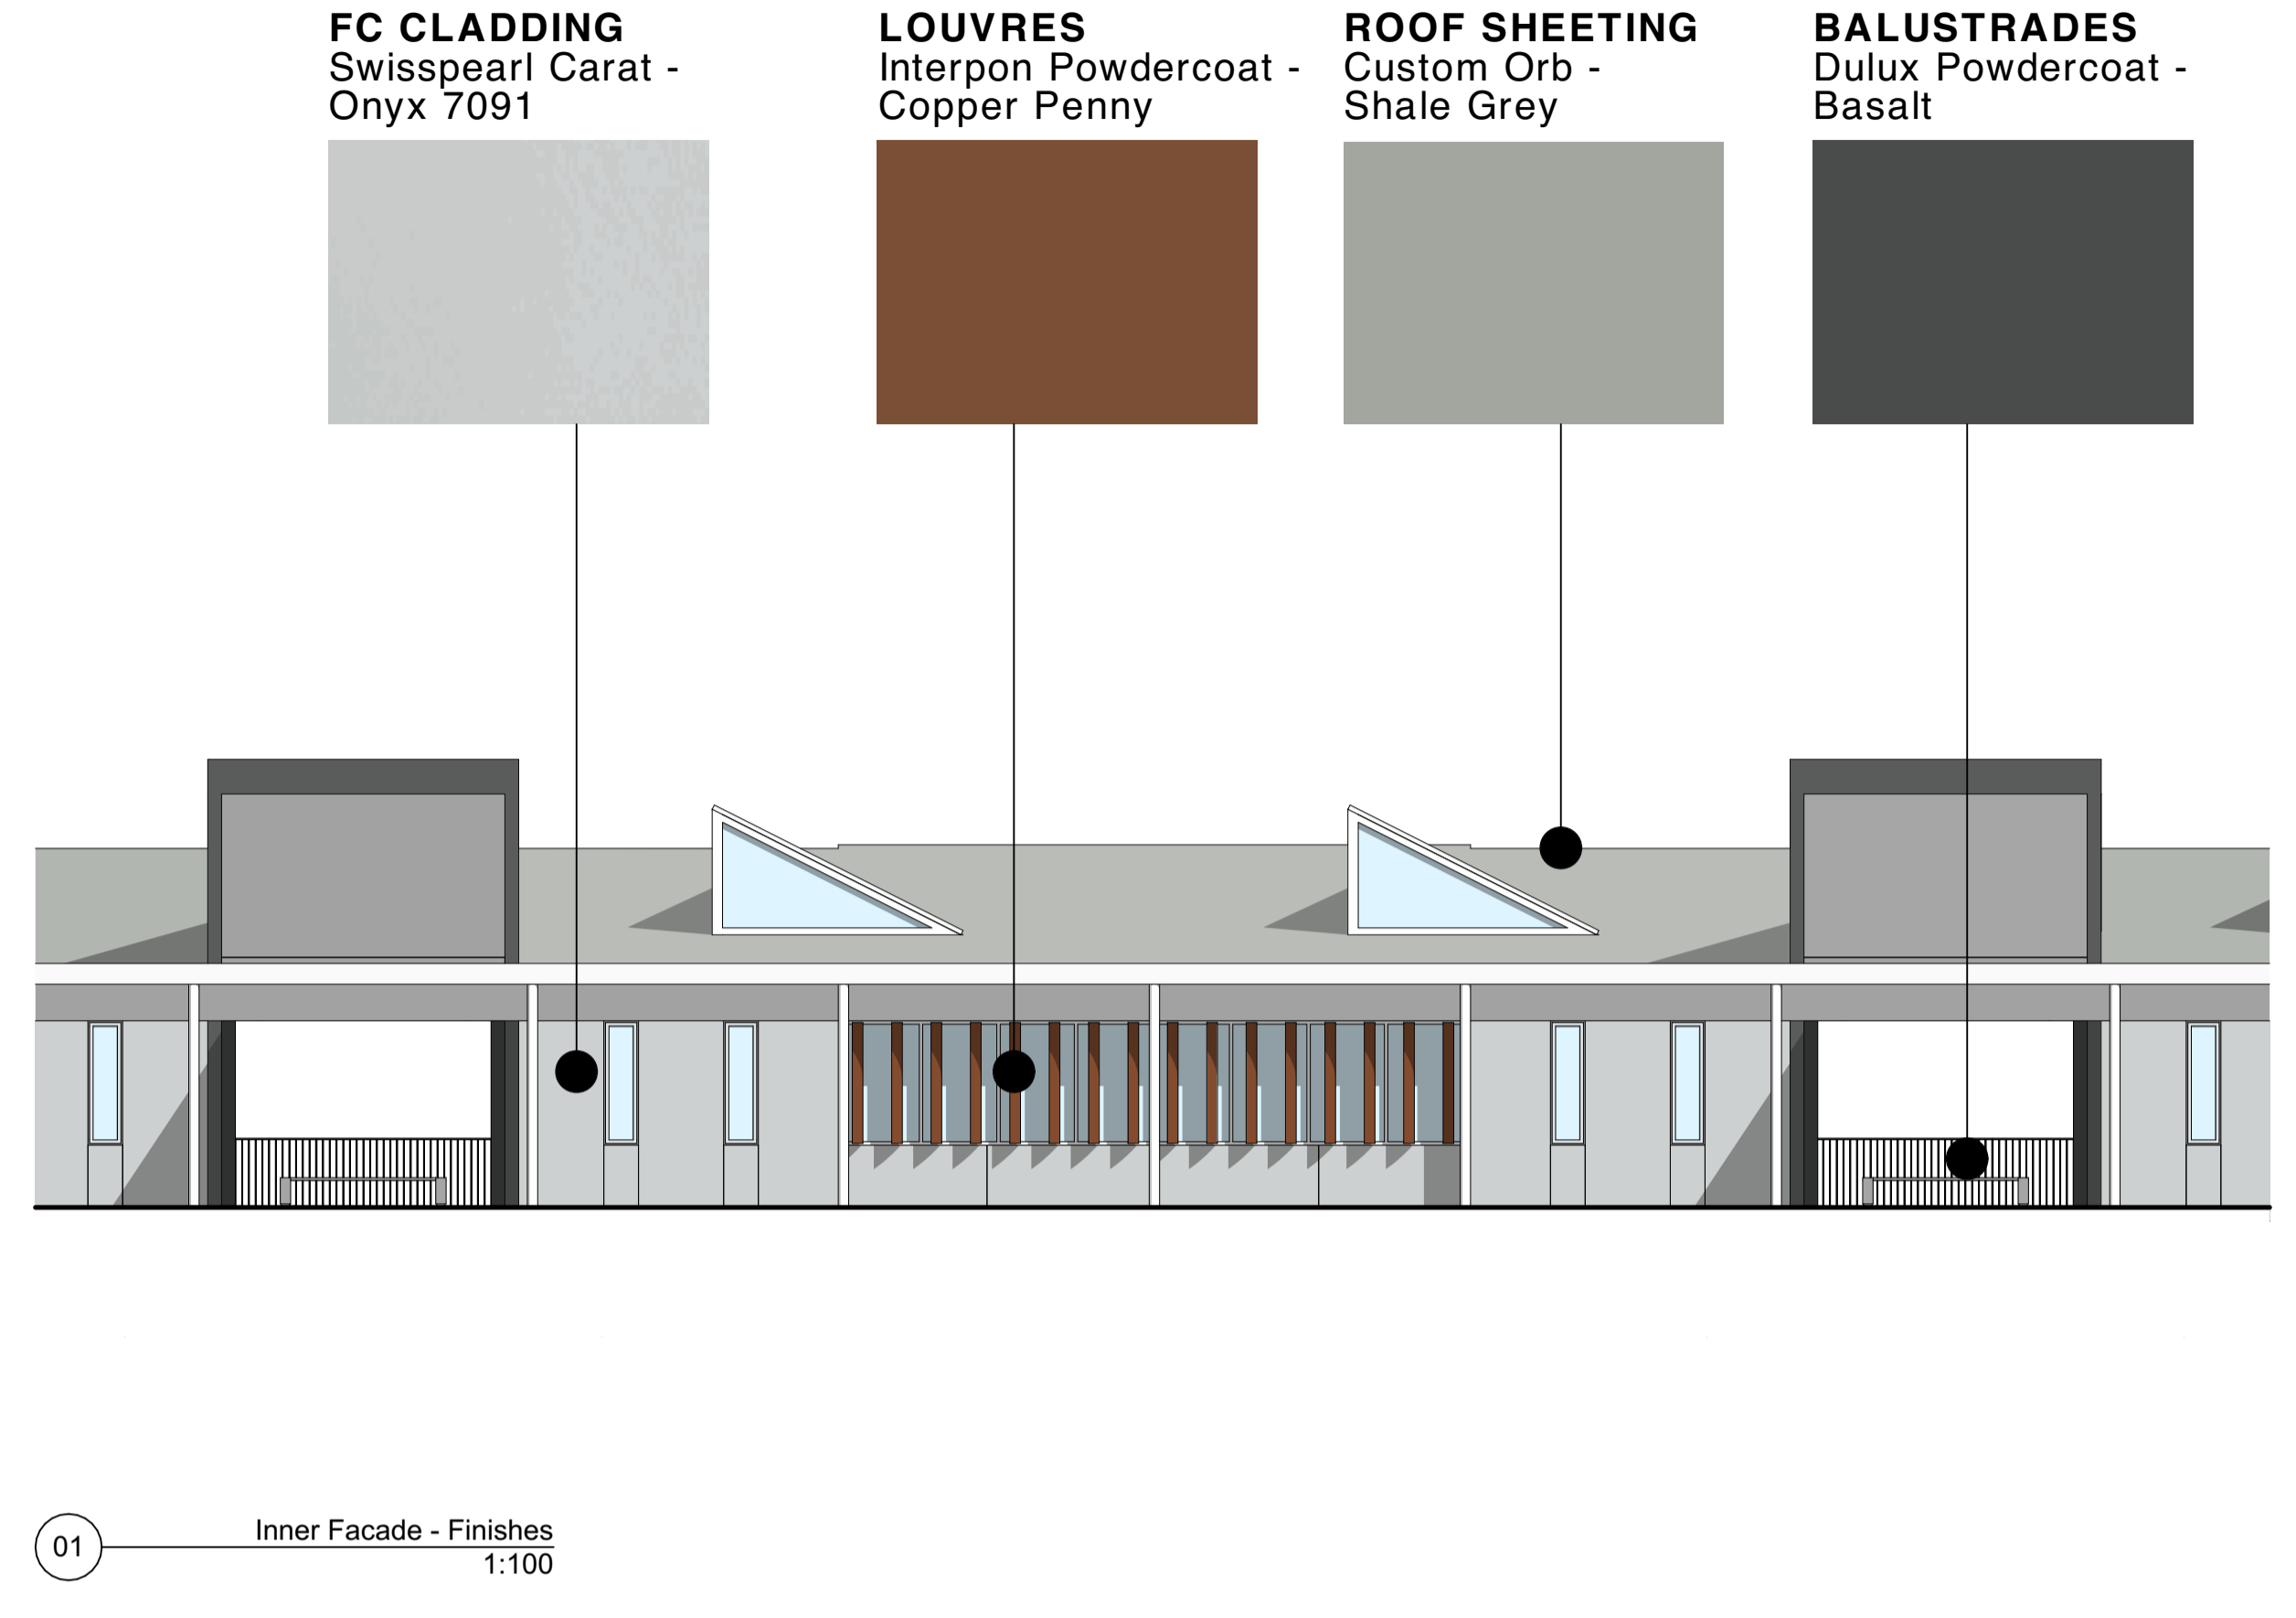 FC CLADDING
Swisspearl Carat -
Onyx 7091
LOUVRES
Interpon Powdercoat -
Copper Penny
ROOF SHEETING
Custom Orb -
Shale Grey
BALUSTRADES
Dulux Powdercoat -
Basalt
01
Inner Facade - Finishes
1:100